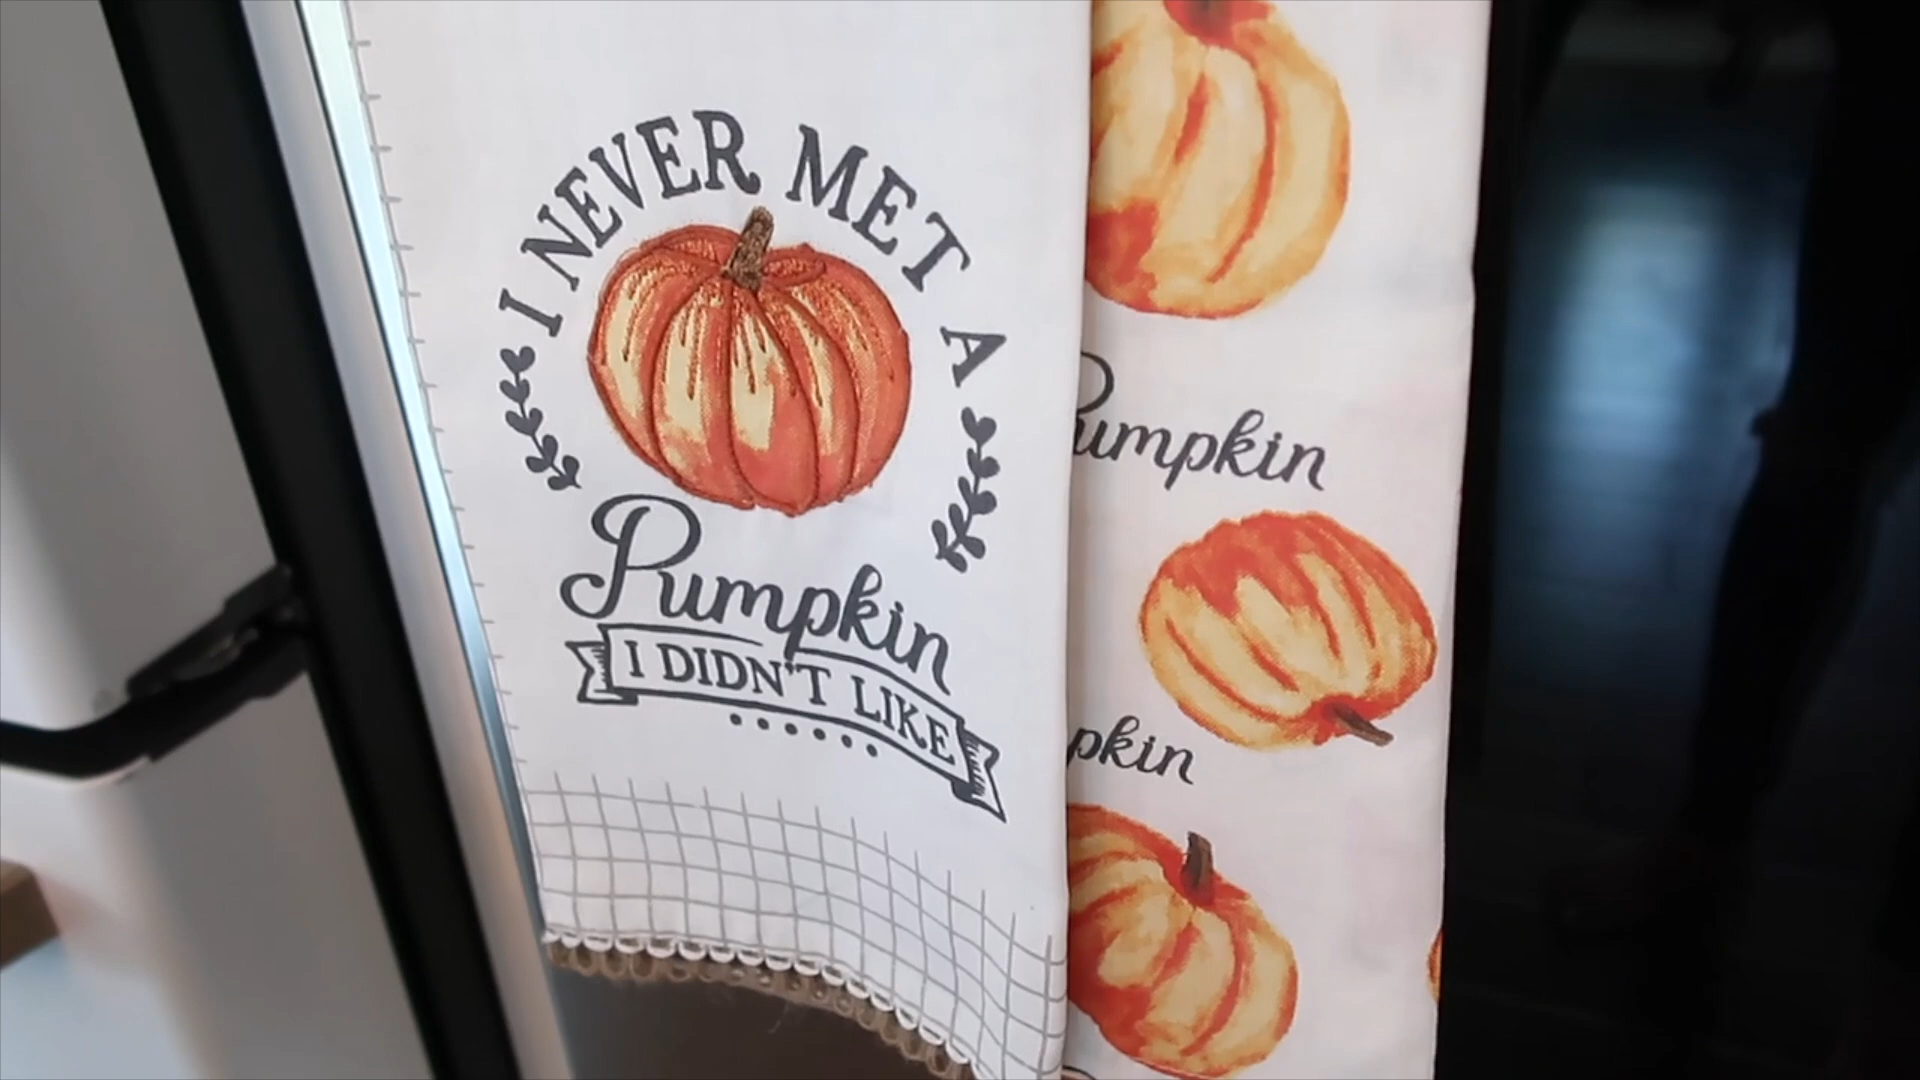 I NEVER MET A
Pumpkin
I DIDN'T LIKE
Pumpkin
pkin